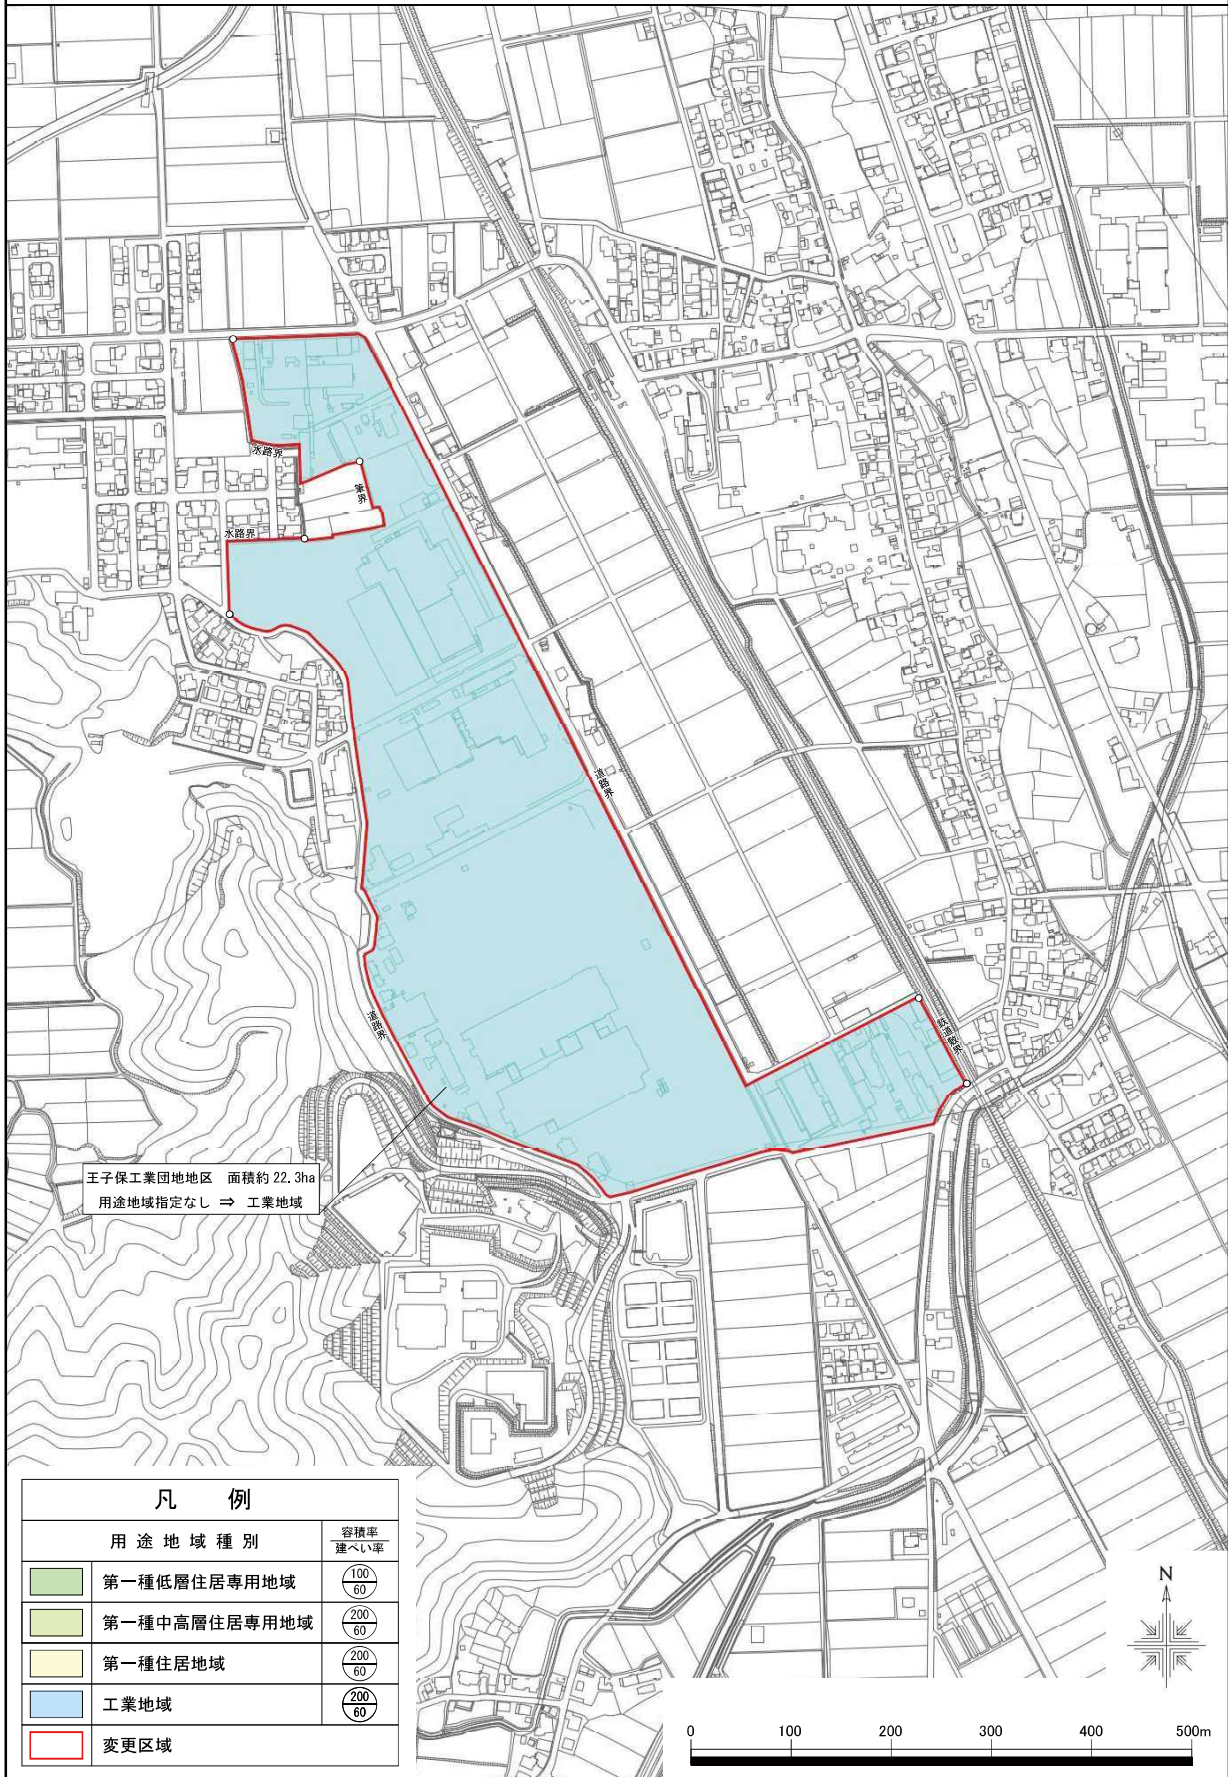 水路界
筆界
水路界
道路界
鉄道敷界
道路界
王子保工業団地地区 面積約22.3ha
用途地域指定なし ⇒ 工業地域
凡 例
用途地域種別 容積率
建ぺい率
第一種低層住居専用地域 100
60
第一種中高層住居専用地域 200
60
第一種住居地域 200
60
工業地域 200
60
変更区域
N
0 100 200 300 400 500m